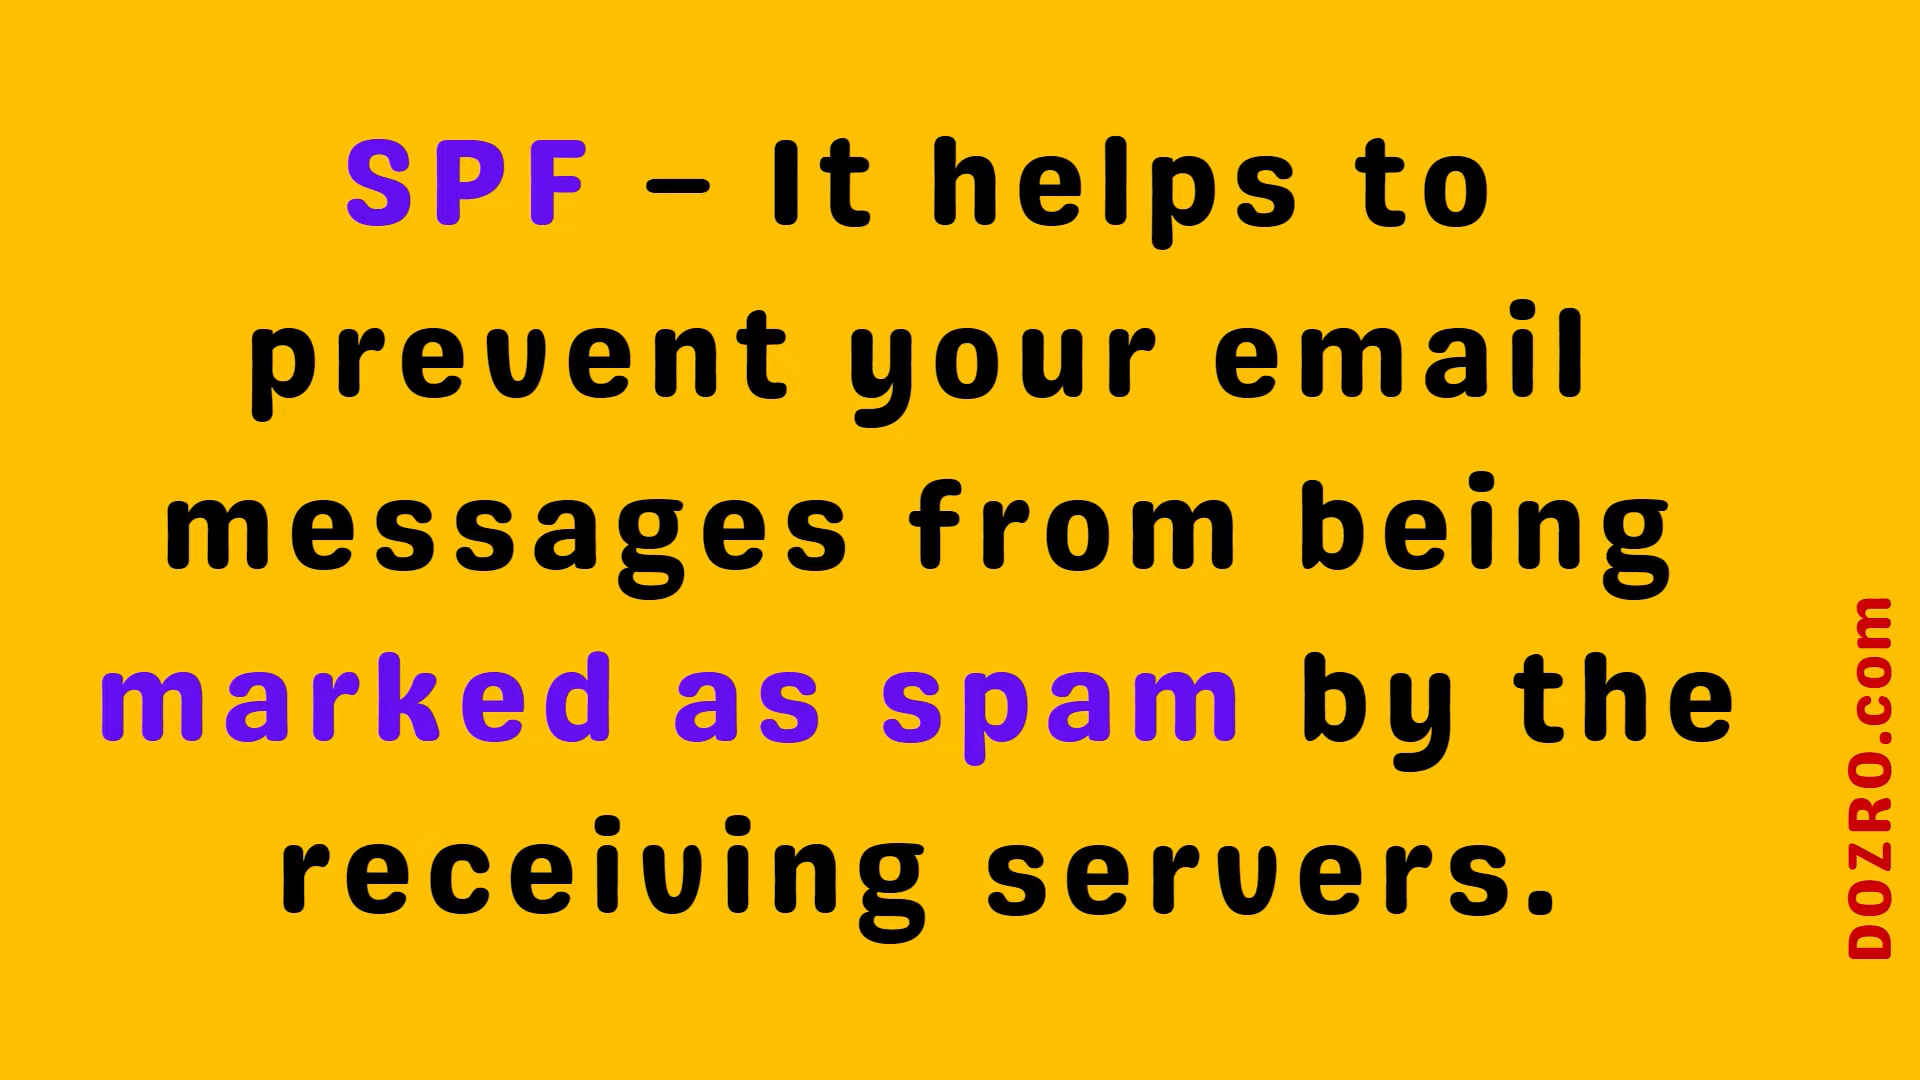 SPF – It helps to
prevent your email
messages from being
marked as spam by the
receiving servers.
DOZRO.com